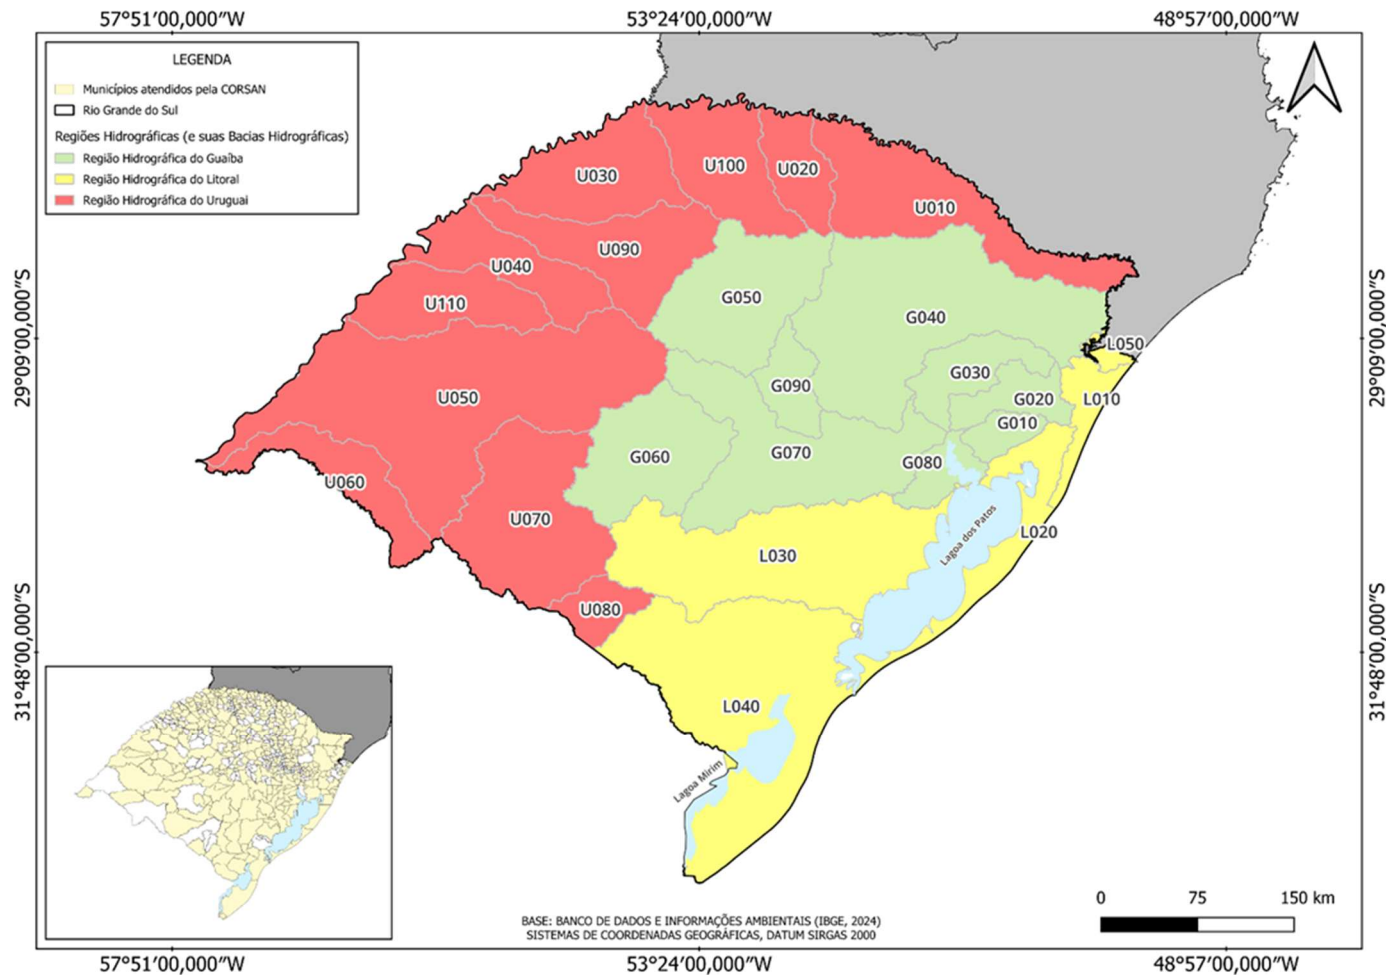 57°51′00,000″W
53°24′00,000″W
48°57′00,000″W
LEGENDA
Municípios atendidos pela CORSAN
Rio Grande do Sul
Regiões Hidrográficas (e suas Bacias Hidrográficas)
Região Hidrográfica do Guaíba
Região Hidrográfica do Litoral
Região Hidrográfica do Uruguai
U030
U100
U020
U010
U090
U040
U110
G050
G040
29°09′00,000″S
29°09′00,000″S
L050
G030
G090
U050
G020
L010
G010
G070
G060
G080
U060
U070
L020
Lagoa dos Patos
L030
U080
31°48′00,000″S
31°48′00,000″S
L040
Lagoa Mirim
0
75
150 km
BASE: BANCO DE DADOS E INFORMAÇÕES AMBIENTAIS (IBGE, 2024)
SISTEMAS DE COORDENADAS GEOGRÁFICAS, DATUM SIRGAS 2000
57°51′00,000″W
53°24′00,000″W
48°57′00,000″W